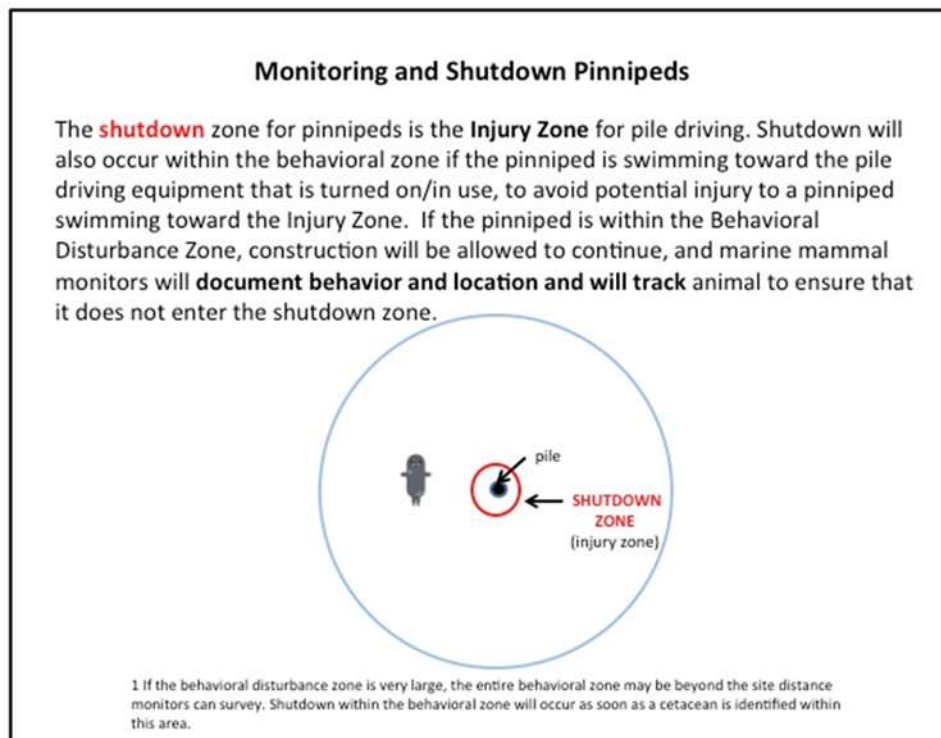 Monitoring and Shutdown Pinnipeds
The shutdown zone for pinnipeds is the Injury Zone for pile driving. Shutdown will
also occur within the behavioral zone if the pinniped is swimming toward the pile
driving equipment that is turned on/in use, to avoid potential injury to a pinniped
swimming toward the Injury Zone.  If the pinniped is within the Behavioral
Disturbance Zone, construction will be allowed to continue, and marine mammal
monitors will document behavior and location and will track animal to ensure that
it does not enter the shutdown zone.
pile
SHUTDOWN
ZONE
(injury zone)
1 If the behavioral disturbance zone is very large, the entire behavioral zone may be beyond the site distance
monitors can survey. Shutdown within the behavioral zone will occur as soon as a cetacean is identified within
this area.